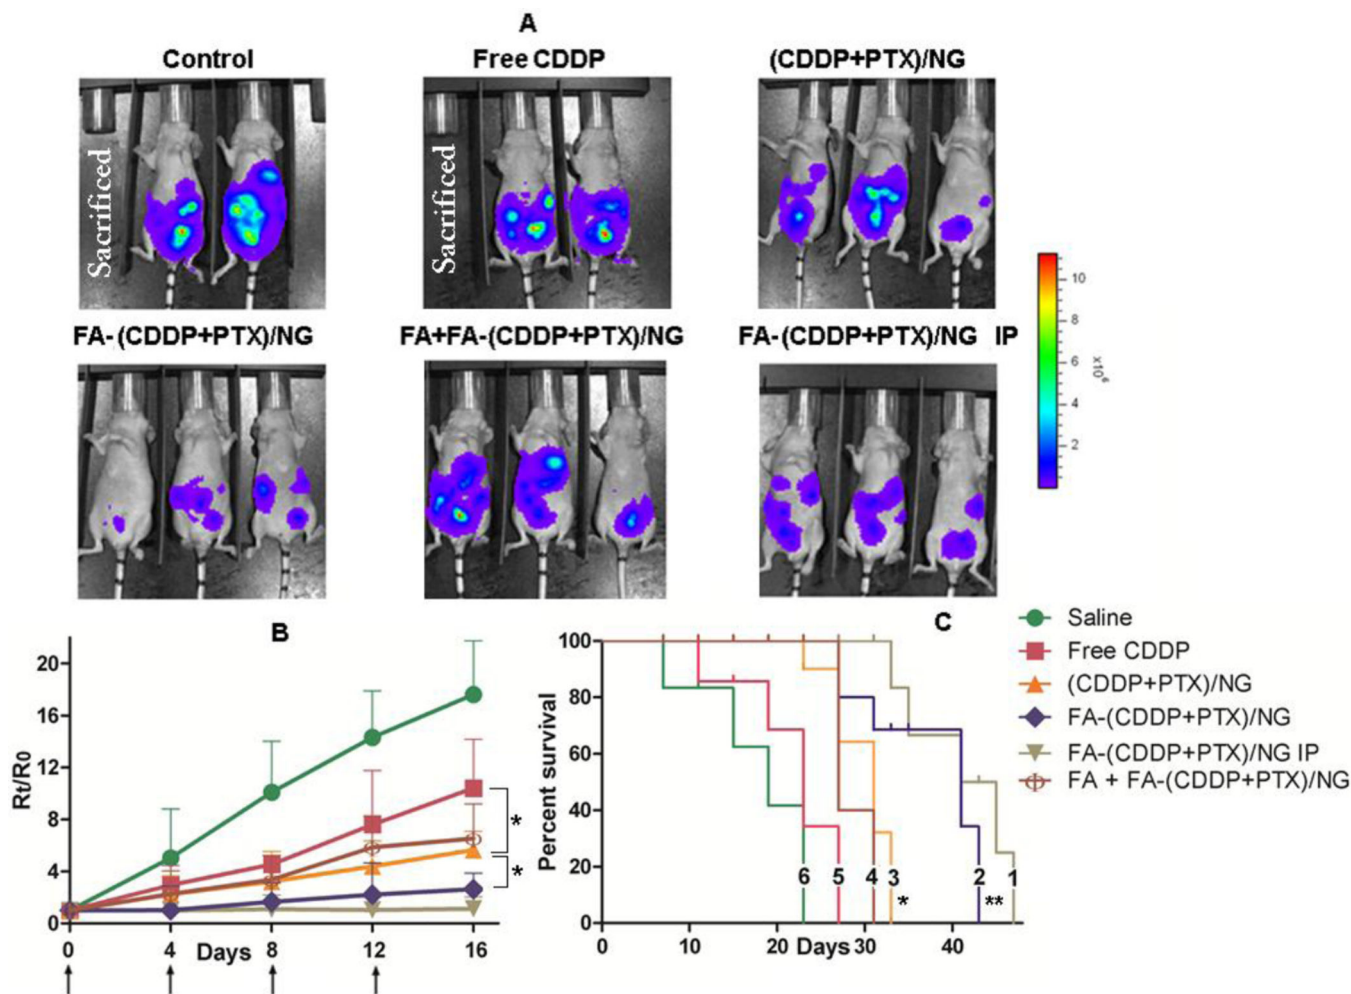 A
Control
Free CDDP
(CDDP+PTX)/NG
Sacrificed
Sacrificed
FA-(CDDP+PTX)/NG
FA+FA-(CDDP+PTX)/NG
FA-(CDDP+PTX)/NG IP
10
8
6
4
2
x10⁶
B
20
16
12
8
4
0
Rt/R0
*
*
0
4
Days
8
12
16
C
100
80
60
40
20
0
Percent survival
6
5
4
3
2
1
*
**
0
10
20
Days
30
40
Saline
Free CDDP
(CDDP+PTX)/NG
FA-(CDDP+PTX)/NG
FA-(CDDP+PTX)/NG IP
FA + FA-(CDDP+PTX)/NG